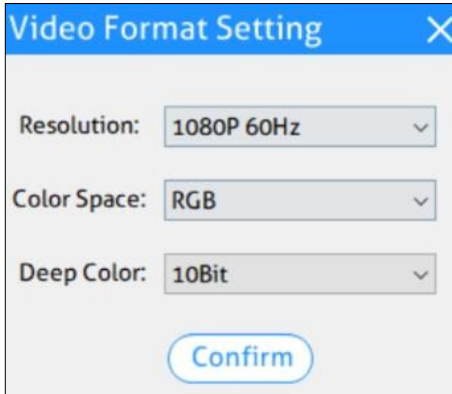 Video Format Setting
Resolution: 1080P 60Hz
Color Space: RGB
Deep Color: 10Bit
Confirm